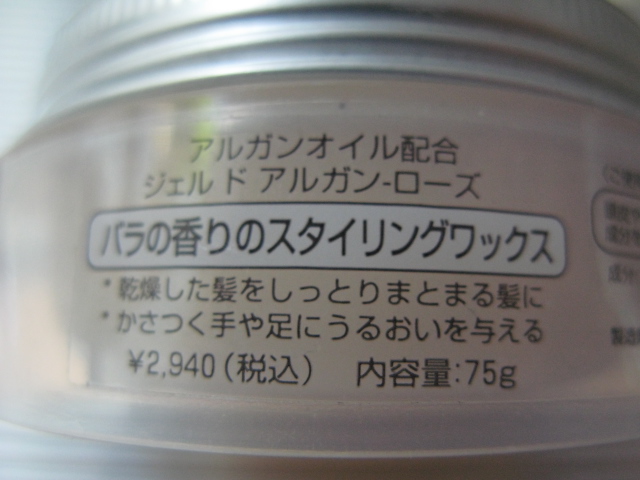 アルガンオイル配合
ジェル ド アルガン-ローズ
バラの香りのスタイリングワックス
*乾燥した髪をしっとりまとまる髪に
*かさつく手や足にうるおいを与える
¥2,940(税込) 内容量:75g